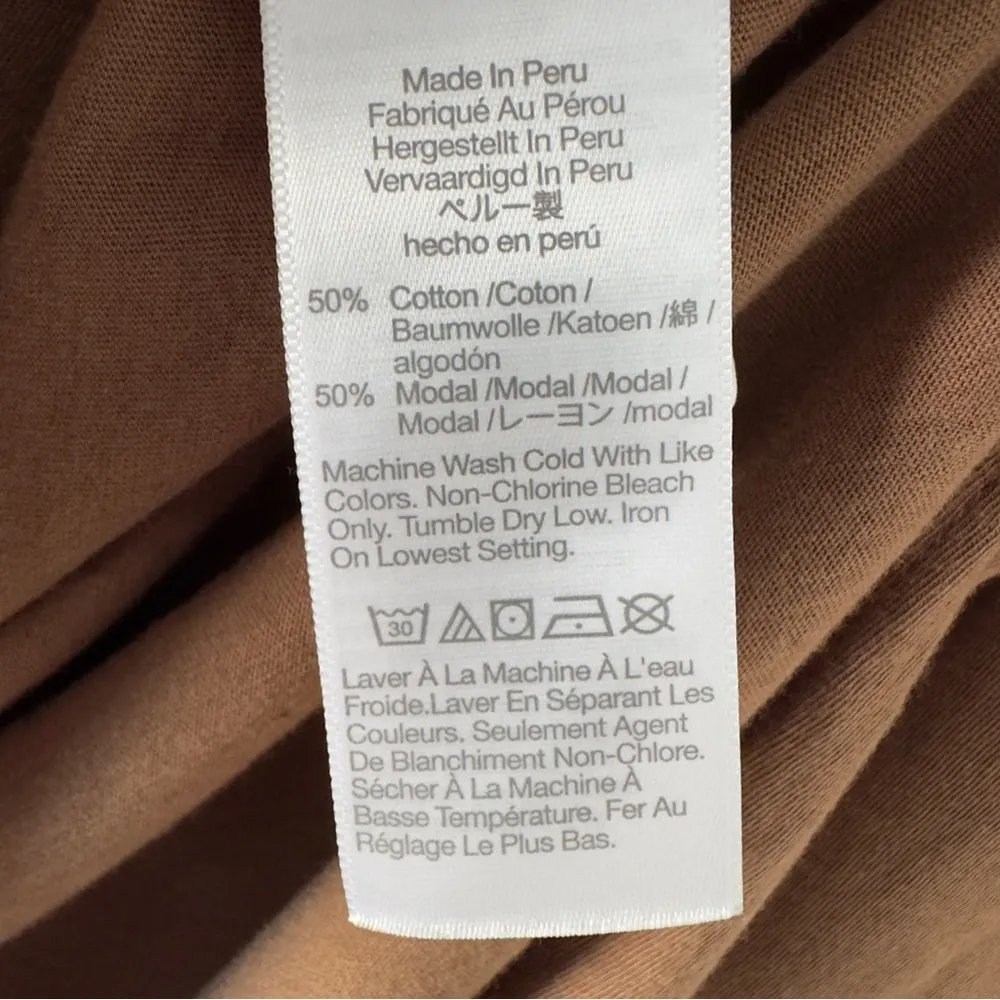 Made In Peru
Fabriqué Au Pérou
Hergestellt In Peru
Vervaardigd In Peru
ペルー製
hecho en perú
50% Cotton /Coton /
Baumwolle /Katoen /綿 /
algodón
50% Modal /Modal /Modal /
Modal /レーヨン /modal
Machine Wash Cold With Like
Colors. Non-Chlorine Bleach
Only. Tumble Dry Low. Iron
On Lowest Setting.
30
Laver À La Machine À L'eau
Froide.Laver En Séparant Les
Couleurs. Seulement Agent
De Blanchiment Non-Chlore.
Sécher À La Machine À
Basse Température. Fer Au
Réglage Le Plus Bas.